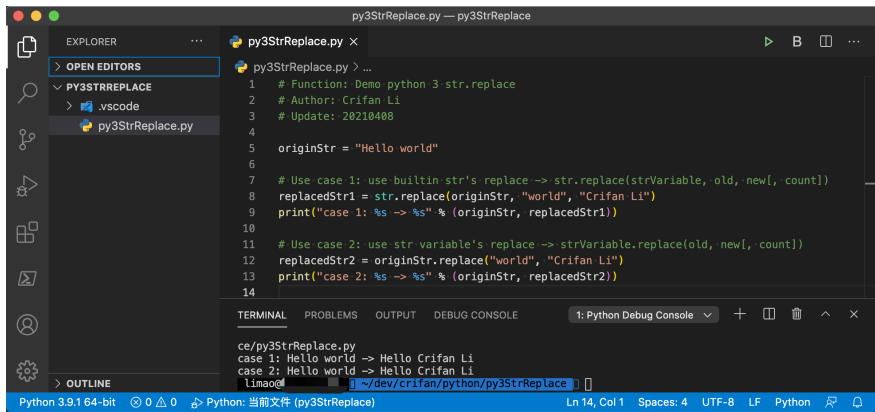 py3StrReplace.py — py3StrReplace
EXPLORER ···
OPEN EDITORS
PY3STRREPLACE
.vscode
py3StrReplace.py
OUTLINE
py3StrReplace.py ×
B
py3StrReplace.py > ...
1 # Function: Demo python 3 str.replace
2 # Author: Crifan Li
3 # Update: 20210408
4
5 originStr = "Hello world"
6
7 # Use case 1: use builtin str's replace -> str.replace(strVariable, old, new[, count])
8 replacedStr1 = str.replace(originStr, "world", "Crifan Li")
9 print("case 1: %s -> %s" % (originStr, replacedStr1))
10
11 # Use case 2: use str variable's replace -> strVariable.replace(old, new[, count])
12 replacedStr2 = originStr.replace("world", "Crifan Li")
13 print("case 2: %s -> %s" % (originStr, replacedStr2))
14
TERMINAL PROBLEMS OUTPUT DEBUG CONSOLE 1: Python Debug Console
ce/py3StrReplace.py
case 1: Hello world -> Hello Crifan Li
case 2: Hello world -> Hello Crifan Li
limao@ ~/dev/crifan/python/py3StrReplace
Python 3.9.1 64-bit 0 0 Python: 当前文件 (py3StrReplace) Ln 14, Col 1 Spaces: 4 UTF-8 LF Python